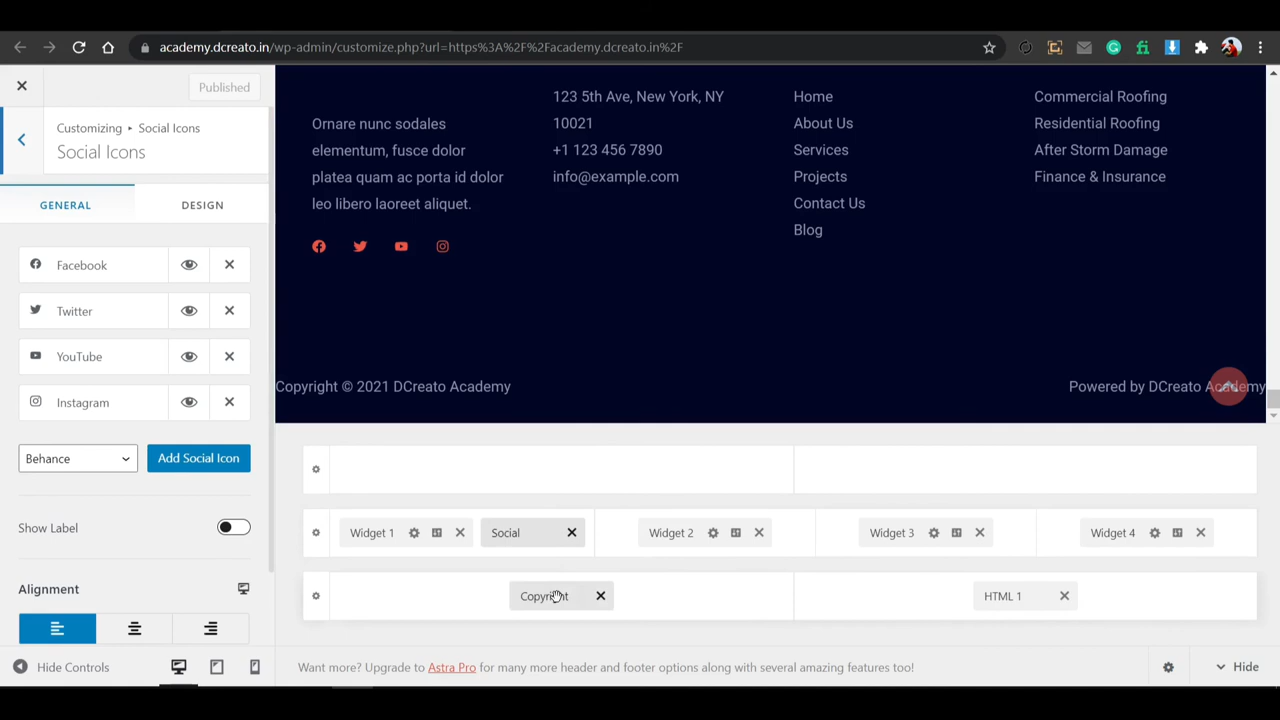 academy.dcreato.in/wp-admin/customize.php?url=https%3A%2F%2Facademy.dcreato.in%2F
Published
Customizing ▸ Social Icons
Social Icons
GENERAL
DESIGN
Facebook
Twitter
YouTube
Instagram
Behance
Add Social Icon
Show Label
Alignment
Hide Controls
Ornare nunc sodales
elementum, fusce dolor
platea quam ac porta id dolor
leo libero laoreet aliquet.
123 5th Ave, New York, NY
10021
+1 123 456 7890
info@example.com
Home
About Us
Services
Projects
Contact Us
Blog
Commercial Roofing
Residential Roofing
After Storm Damage
Finance & Insurance
Copyright © 2021 DCreato Academy
Powered by DCreato Academy
Widget 1
Social
Widget 2
Widget 3
Widget 4
Copyright
HTML 1
Want more? Upgrade to Astra Pro for many more header and footer options along with several amazing features too!
Hide